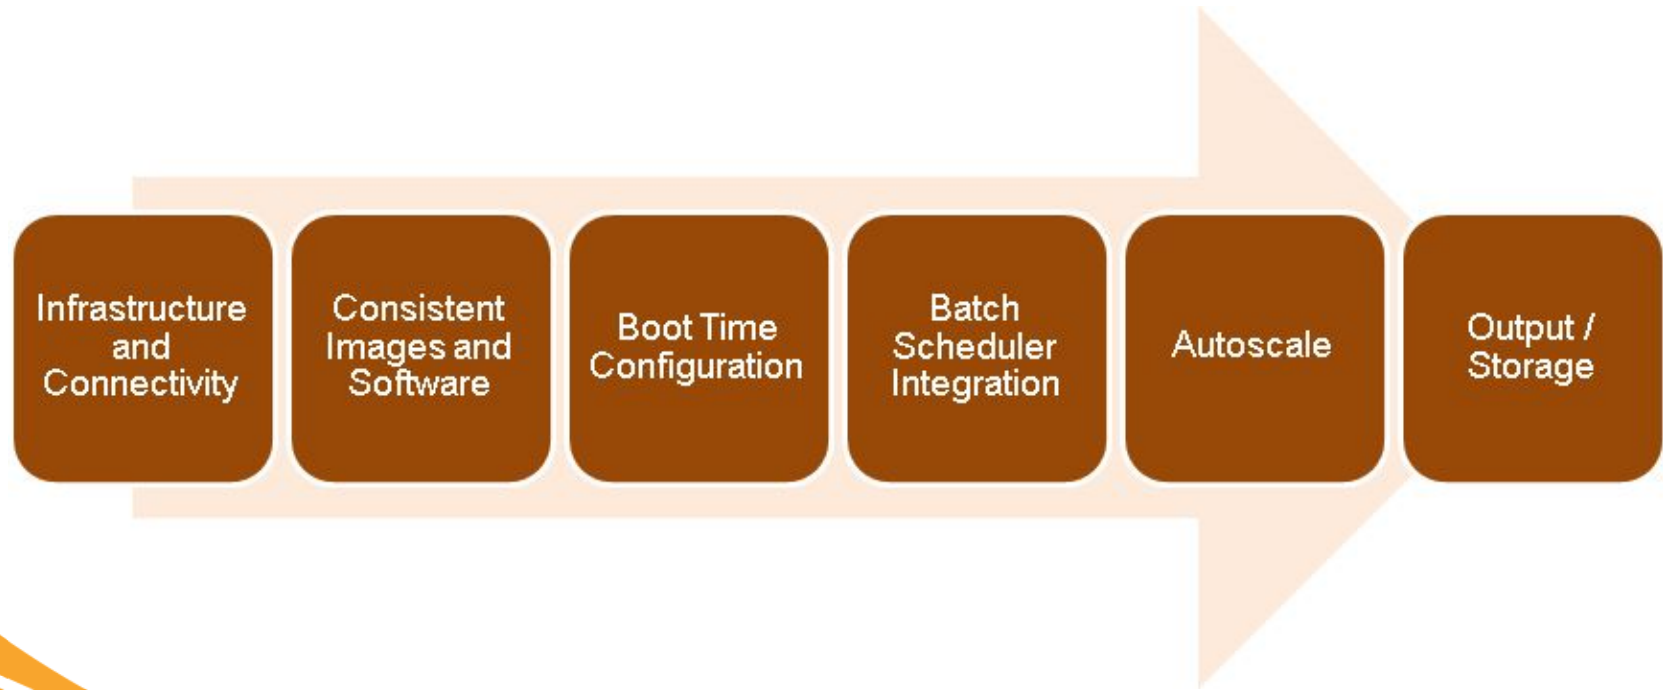 Infrastructure
and
Connectivity
Consistent
Images and
Software
Boot Time
Configuration
Batch
Scheduler
Integration
Autoscale
Output /
Storage